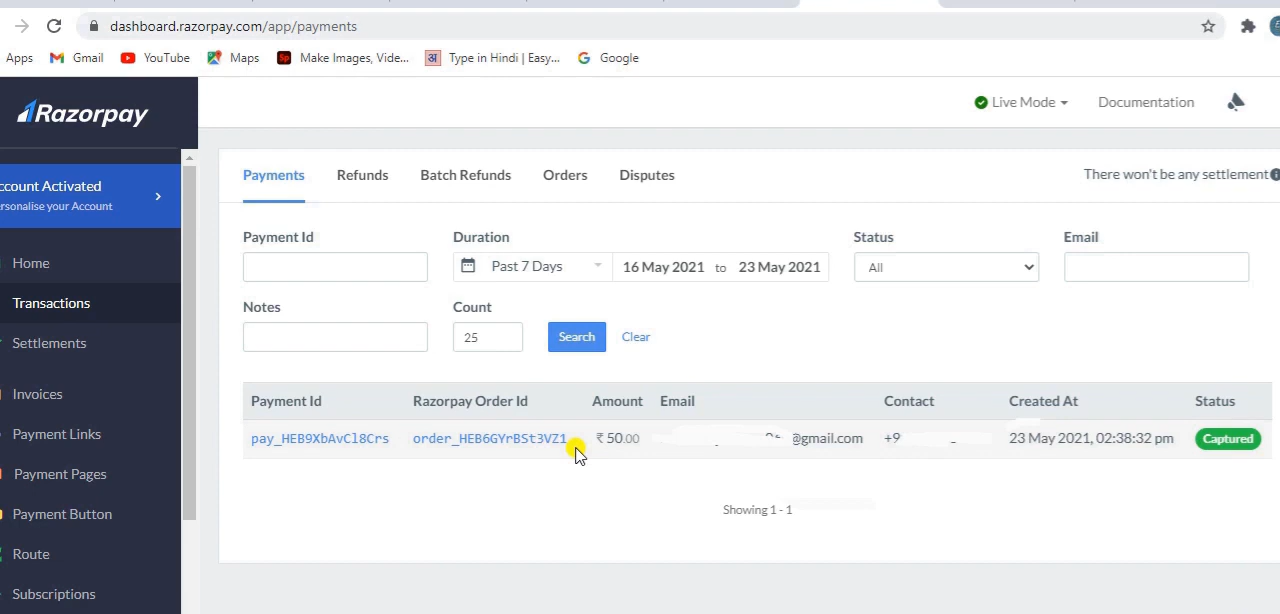 dashboard.razorpay.com/app/payments
Apps Gmail YouTube Maps Make Images, Vide... Type in Hindi | Easy... Google
Razorpay
Live Mode Documentation
ccount Activated
ersonalise your Account
Home
Transactions
Settlements
Invoices
Payment Links
Payment Pages
Payment Button
Route
Subscriptions
Payments Refunds Batch Refunds Orders Disputes There won't be any settlement
Payment Id Duration Status Email
Past 7 Days 16 May 2021 to 23 May 2021 All
Notes Count
25 Search Clear
Payment Id Razorpay Order Id Amount Email Contact Created At Status
pay_HEB9XbAvCl8Crs order_HEB6GYrBSt3VZ1 ₹ 50.00 @gmail.com +9 23 May 2021, 02:38:32 pm Captured
Showing 1 - 1